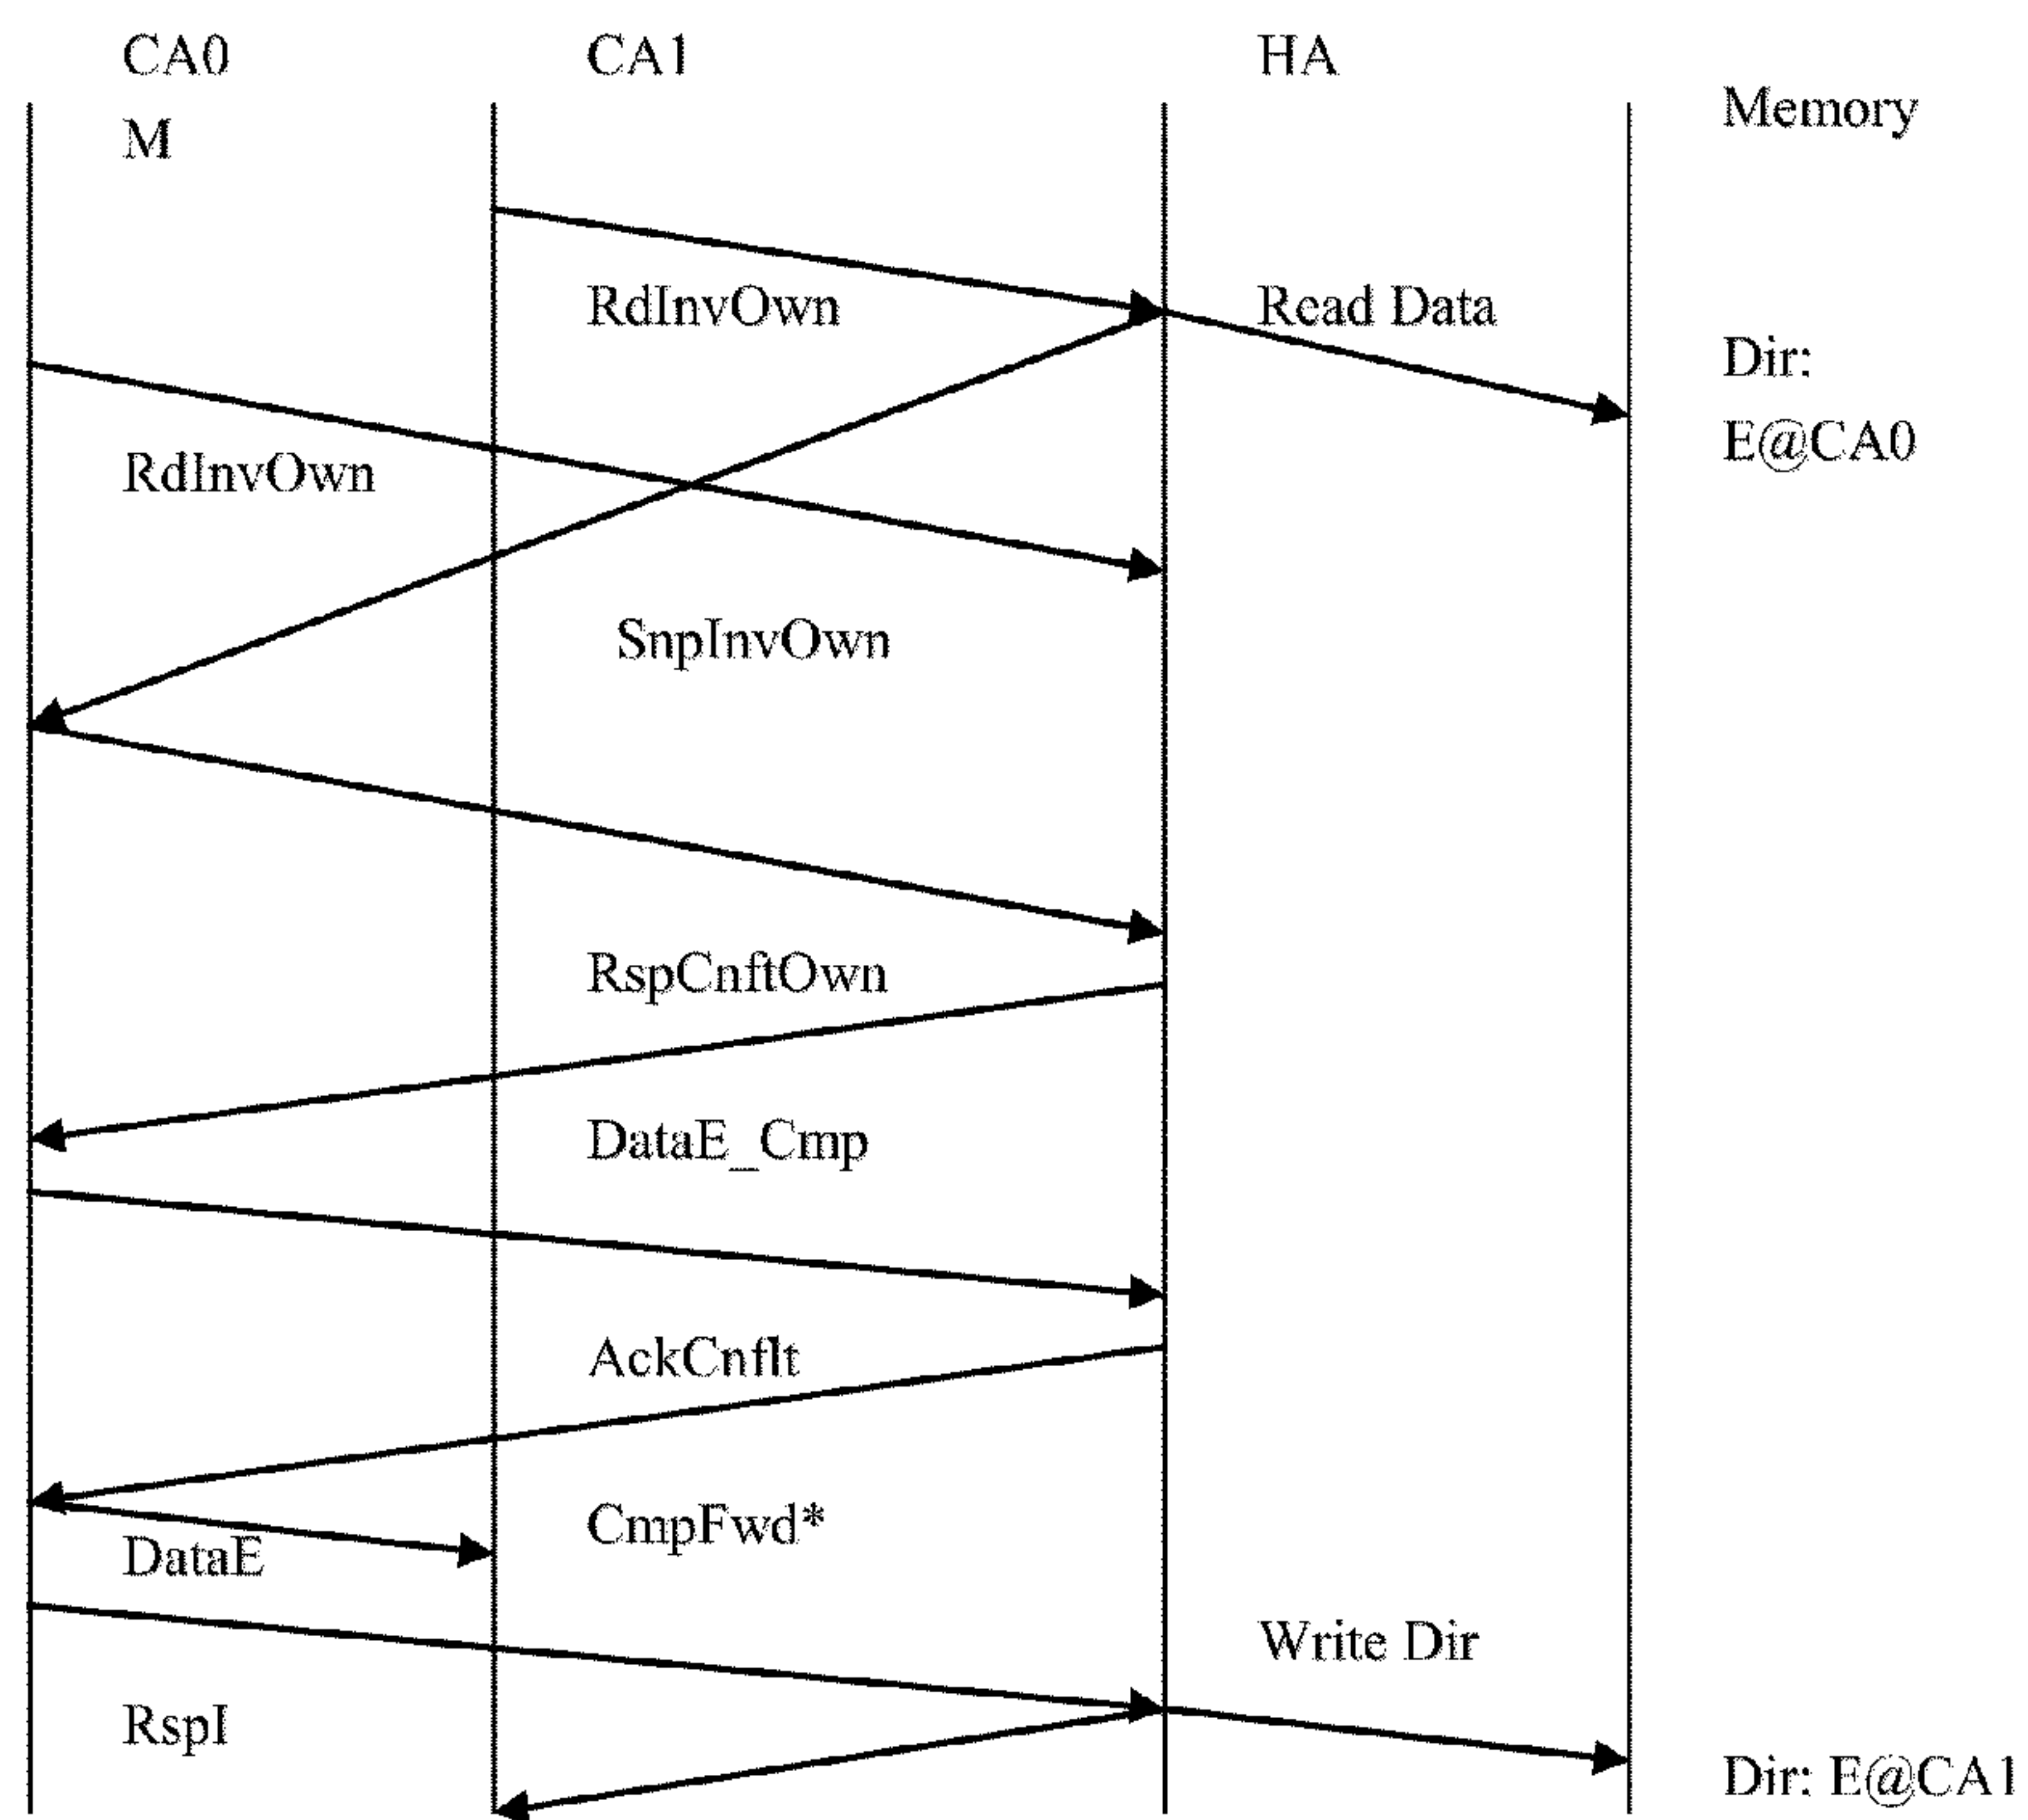 CA0
CA1
HA
Memory
M
RdInvOwn
Read Data
Dir:
E@CA0
RdInvOwn
SnpInvOwn
RspCnftOwn
DataE_Cmp
AckCnflt
CmpFwd*
DataE
Write Dir
RspI
Dir: E@CA1